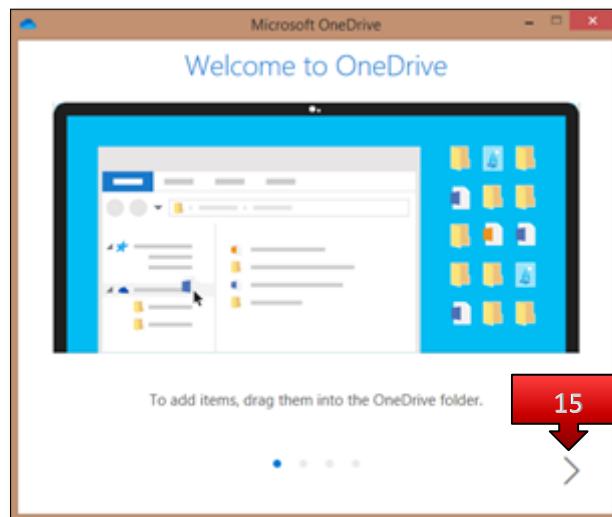 Microsoft OneDrive
Welcome to OneDrive
To add items, drag them into the OneDrive folder.
15